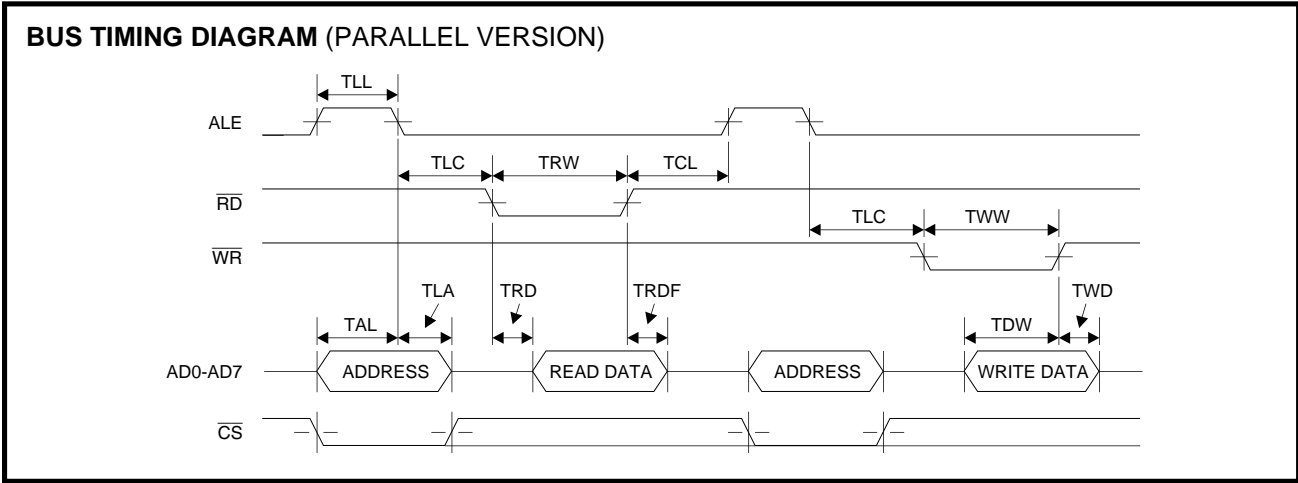 BUS TIMING DIAGRAM (PARALLEL VERSION)
TLL
ALE
TLC TRW TCL
RD
TLC TWW
WR
TLA TRD TRDF TWD
TAL TDW
AD0-AD7 ADDRESS READ DATA ADDRESS WRITE DATA
CS